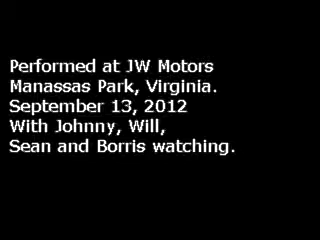 Performed at JW Motors
Manassas Park, Virginia.
September 13, 2012
With Johnny, Will,
Sean and Borris watching.